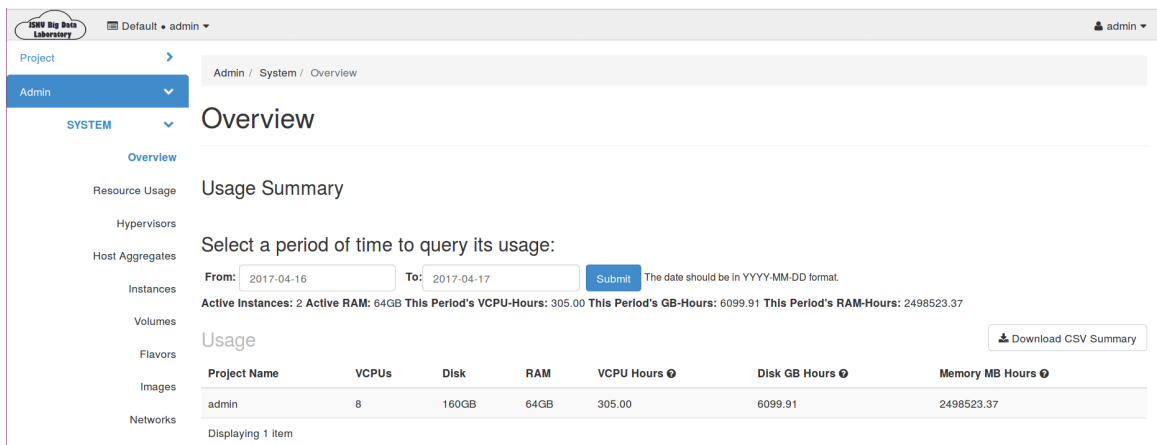 JSNU Big Data
Laboratory
Default • admin
admin
Project
Admin
SYSTEM
Overview
Resource Usage
Hypervisors
Host Aggregates
Instances
Volumes
Flavors
Images
Networks
Admin / System / Overview
Overview
Usage Summary
Select a period of time to query its usage:
From: 2017-04-16 To: 2017-04-17 Submit The date should be in YYYY-MM-DD format.
Active Instances: 2 Active RAM: 64GB This Period's VCPU-Hours: 305.00 This Period's GB-Hours: 6099.91 This Period's RAM-Hours: 2498523.37
Usage
Download CSV Summary
Project Name VCPUs Disk RAM VCPU Hours Disk GB Hours Memory MB Hours
admin 8 160GB 64GB 305.00 6099.91 2498523.37
Displaying 1 item